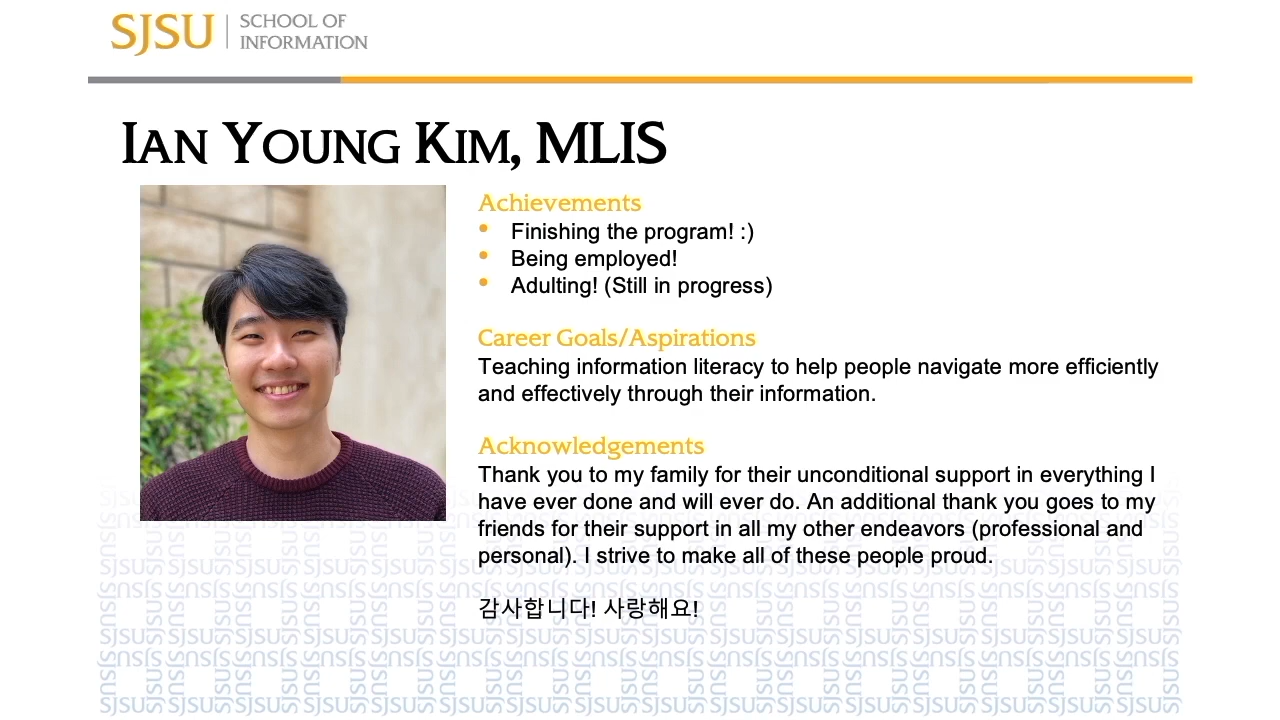 SJSU SCHOOL OF
INFORMATION
IAN YOUNG KIM, MLIS
Achievements
• Finishing the program! :)
• Being employed!
• Adulting! (Still in progress)
Career Goals/Aspirations
Teaching information literacy to help people navigate more efficiently
and effectively through their information.
Acknowledgements
Thank you to my family for their unconditional support in everything I
have ever done and will ever do. An additional thank you goes to my
friends for their support in all my other endeavors (professional and
personal). I strive to make all of these people proud.
감사합니다! 사랑해요!